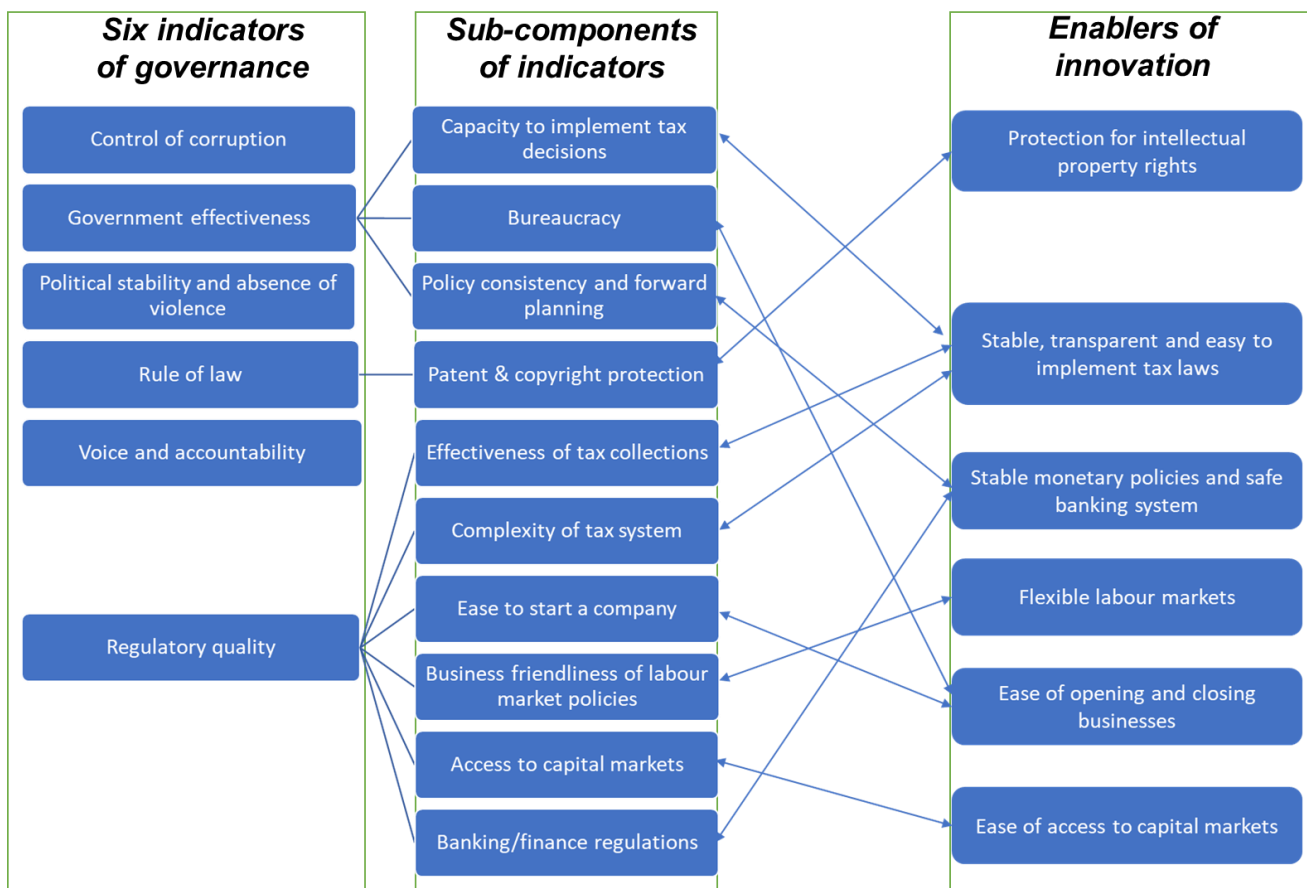 Six indicators
of governance
Control of corruption
Government effectiveness
Political stability and absence of
violence
Rule of law
Voice and accountability
Regulatory quality
Sub-components
of indicators
Capacity to implement tax
decisions
Bureaucracy
Policy consistency and forward
planning
Patent & copyright protection
Effectiveness of tax collections
Complexity of tax system
Ease to start a company
Business friendliness of labour
market policies
Access to capital markets
Banking/finance regulations
Enablers of
innovation
Protection for intellectual
property rights
Stable, transparent and easy to
implement tax laws
Stable monetary policies and safe
banking system
Flexible labour markets
Ease of opening and closing
businesses
Ease of access to capital markets